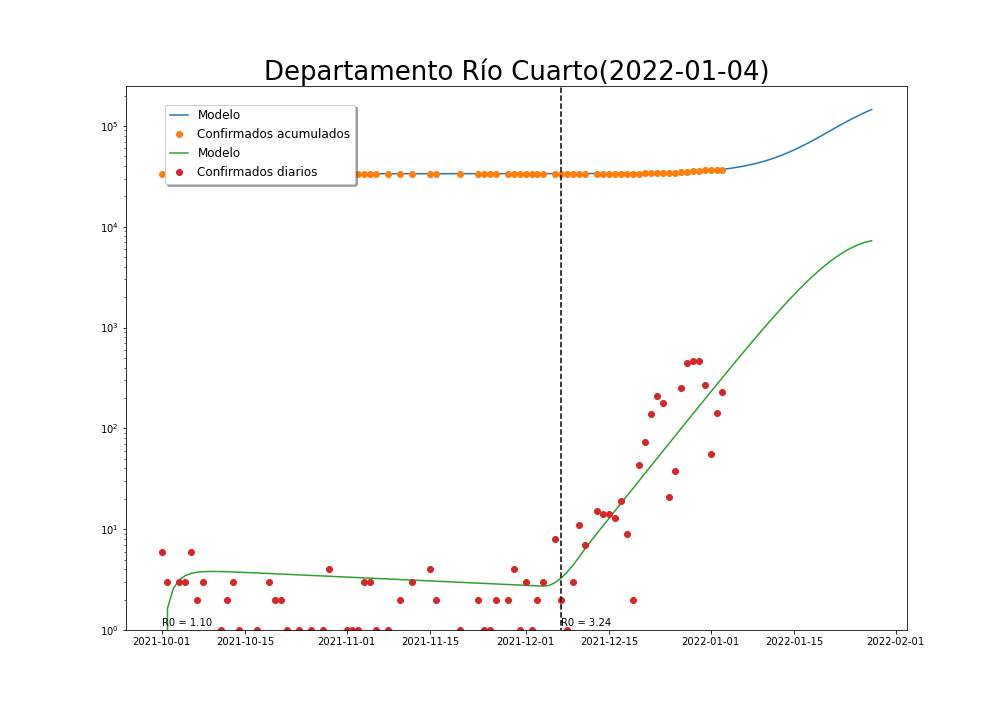 Departamento Río Cuarto(2022-01-04)
Modelo
Confirmados acumulados
Modelo
Confirmados diarios
10⁵
10⁴
10³
10²
10¹
10⁰
R0 = 1.10
R0 = 3.24
2021-10-01
2021-10-15
2021-11-01
2021-11-15
2021-12-01
2021-12-15
2022-01-01
2022-01-15
2022-02-01